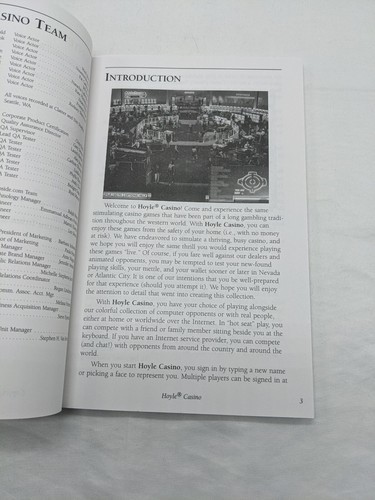 SINO TEAM
Voice Actor
Voice Actor
Voice Actor
Voice Actor
Voice Actor
Voice Actor
Voice Actor
All voices recorded in
Seattle, WA
Corporate Product Certification
Quality Assurance Director
QA Supervisor
Lead QA Tester
QA Tester
QA Tester
QA Tester
QA Tester
QA Tester
Team
Technology Manager
President of Marketing
of Marketing
Brand Manager
Relations Manager
Relations Coordinator
Comm. Assoc. Acct. Mgr.
ness Acquisition Manager
Manager
INTRODUCTION
Welcome to Hoyle® Casino! Come and experience the same
stimulating casino games that have been part of a long gambling tradi-
tion throughout the western world. With Hoyle Casino, you can
enjoy these games from the safety of your home (i.e., with no money
at risk!) We have endeavored to simulate a thriving, busy casino, and
we hope you will enjoy the same thrill you would experience playing
these games "live." Of course, if you fare well against our dealers and
animated opponents, you may be tempted to test your new-found
playing skills, your mettle, and your wallet sooner or later in Nevada
or Atlantic City. It is one of our intentions that you be well-prepared
for that experience (should you attempt it). We hope you will enjoy
the attention to detail that went into creating this collection.
With Hoyle Casino, you have your choice of playing alongside
our colorful collection of computer opponents or with real people,
either at home or worldwide over the Internet. In "hot seat" play, you
can compete with a friend or family member sitting beside you at the
keyboard. If you have an Internet service provider, you can compete
(and chat!) with opponents from around the country and around the
world.
When you start Hoyle Casino, you sign in by typing a new name
or picking a face to represent you. Multiple players can be signed in at
Hoyle® Casino
3